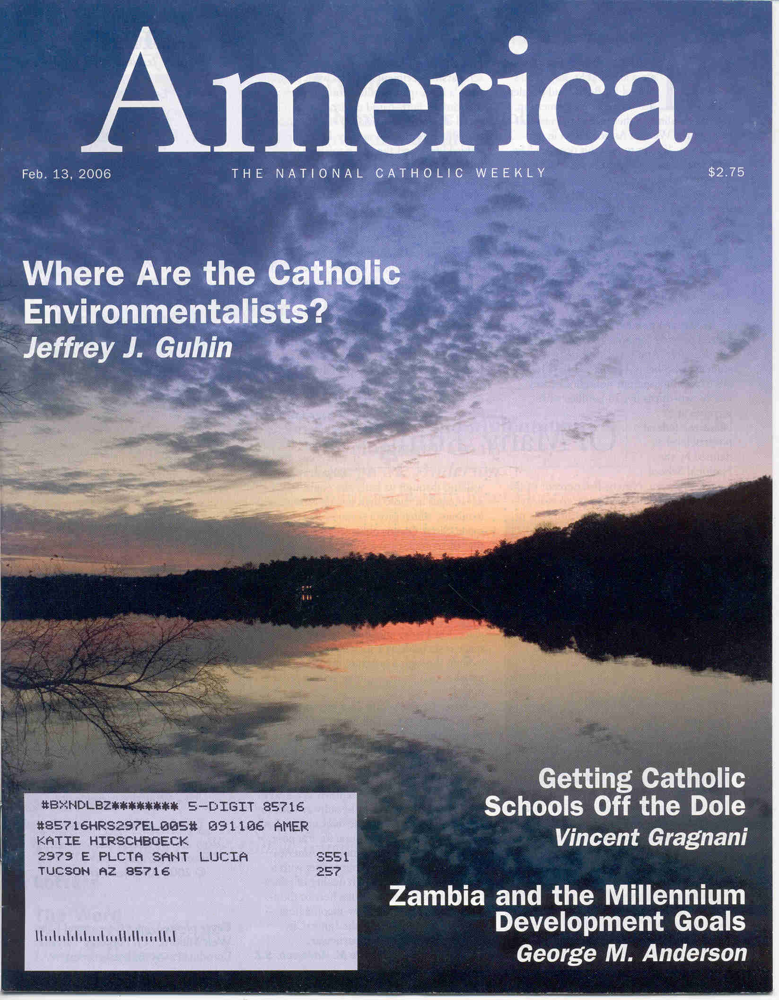 America
Feb. 13, 2006 THE NATIONAL CATHOLIC WEEKLY $2.75
Where Are the Catholic
Environmentalists?
Jeffrey J. Guhin
Getting Catholic
Schools Off the Dole
Vincent Gragnani
Zambia and the Millennium
Development Goals
George M. Anderson
#BXNDLBZ******** 5-DIGIT 85716
#85716HRS297EL005# 091106 AMER
KATIE HIRSCHBOECK
2979 E PLCTA SANT LUCIA S551
TUCSON AZ 85716 257